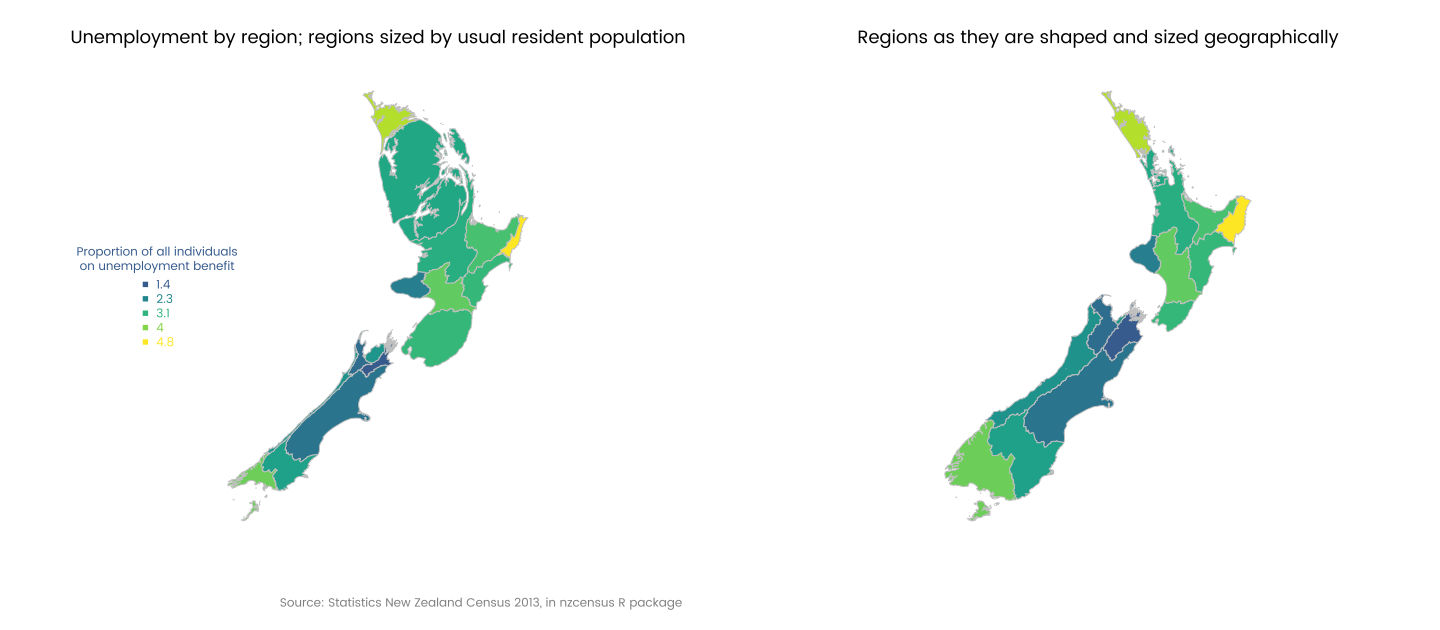 Unemployment by region; regions sized by usual resident population
Regions as they are shaped and sized geographically
Proportion of all individuals
on unemployment benefit
1.4
2.3
3.1
4
4.8
Source: Statistics New Zealand Census 2013, in nzcensus R package